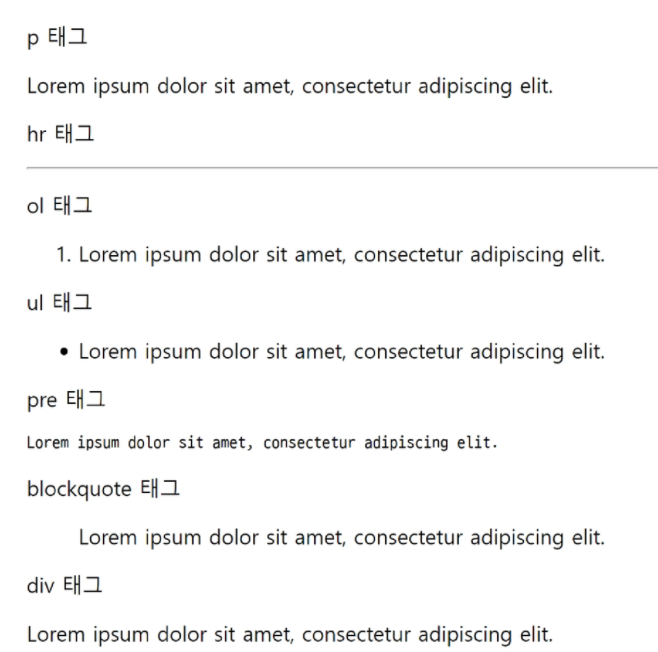 p 태그
Lorem ipsum dolor sit amet, consectetur adipiscing elit.
hr 태그
ol 태그
1. Lorem ipsum dolor sit amet, consectetur adipiscing elit.
ul 태그
• Lorem ipsum dolor sit amet, consectetur adipiscing elit.
pre 태그
Lorem ipsum dolor sit amet, consectetur adipiscing elit.
blockquote 태그
Lorem ipsum dolor sit amet, consectetur adipiscing elit.
div 태그
Lorem ipsum dolor sit amet, consectetur adipiscing elit.